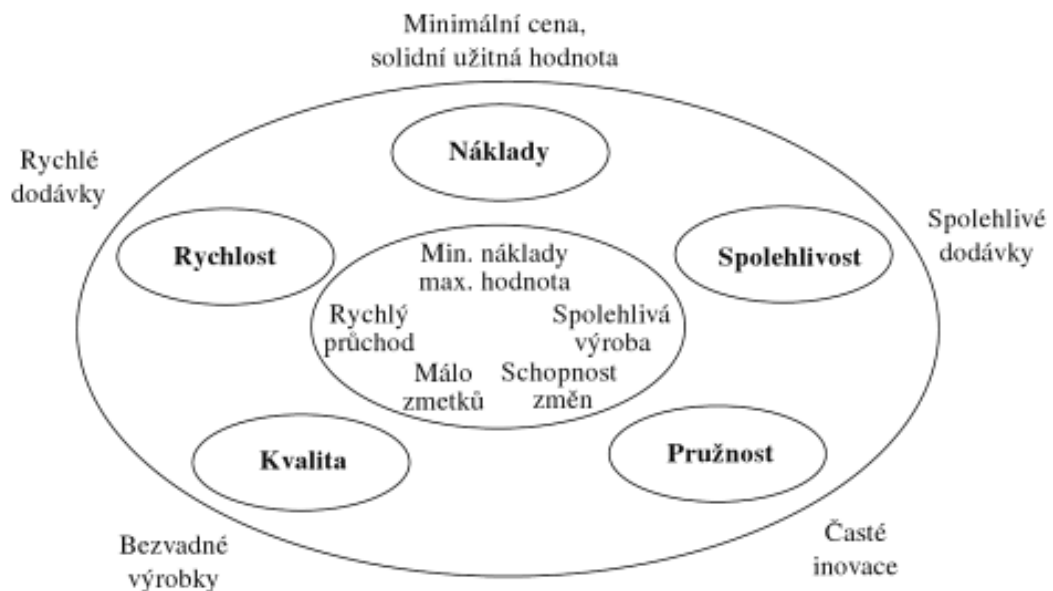 Minimální cena,
solidní užitná hodnota
Náklady
Rychlé
dodávky
Rychlost
Spolehlivé
dodávky
Spolehlivost
Min. náklady
max. hodnota
Rychlý
průchod
Spolehlivá
výroba
Málo
zmetků
Schopnost
změn
Kvalita
Pružnost
Bezvadné
výrobky
Časté
inovace